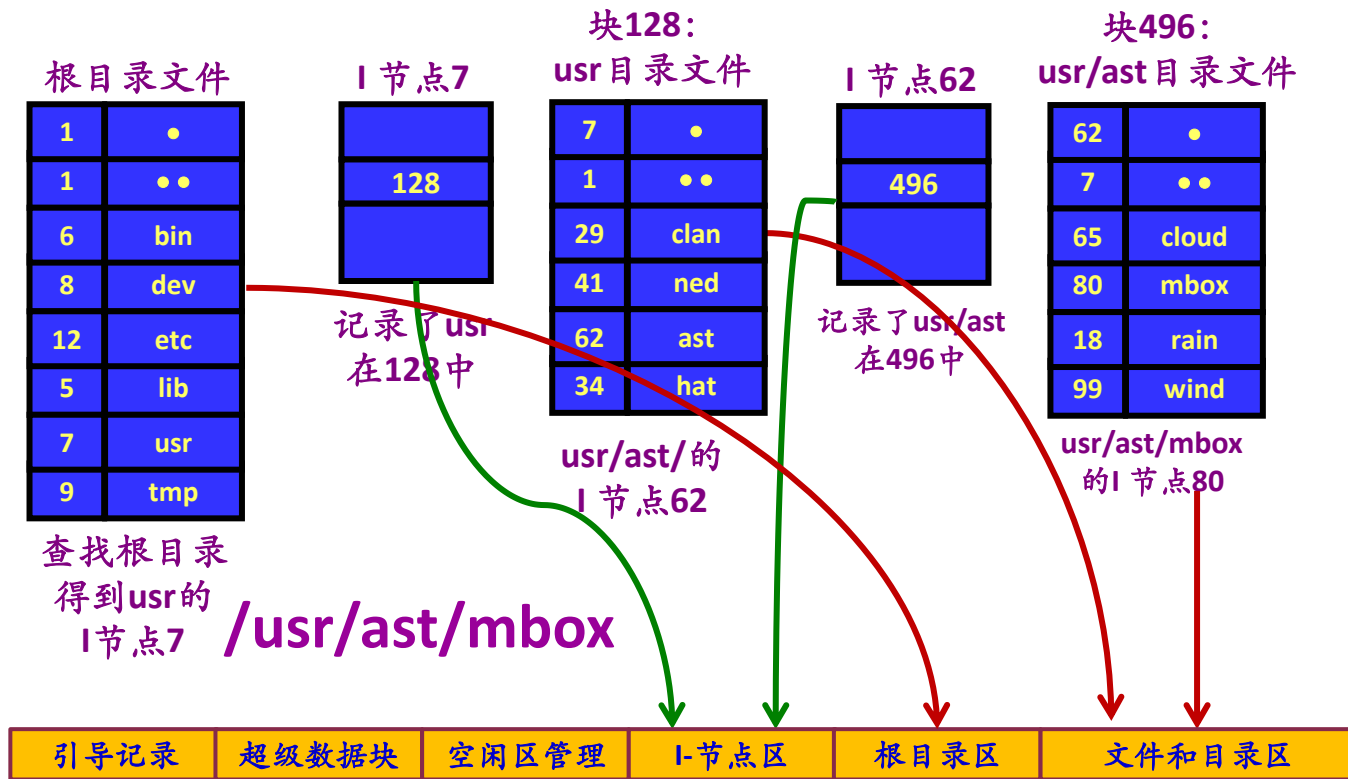 根目录文件
1 •
1 ••
6 bin
8 dev
12 etc
5 lib
7 usr
9 tmp
查找根目录
得到usr的
I节点7
I 节点7
128
记录了usr
在128中
块128：
usr目录文件
7 •
1 ••
29 clan
41 ned
62 ast
34 hat
usr/ast/的
I 节点62
I 节点62
496
记录了usr/ast
在496中
块496：
usr/ast目录文件
62 •
7 ••
65 cloud
80 mbox
18 rain
99 wind
usr/ast/mbox
的I 节点80
/usr/ast/mbox
引导记录 超级数据块 空闲区管理 I-节点区 根目录区 文件和目录区